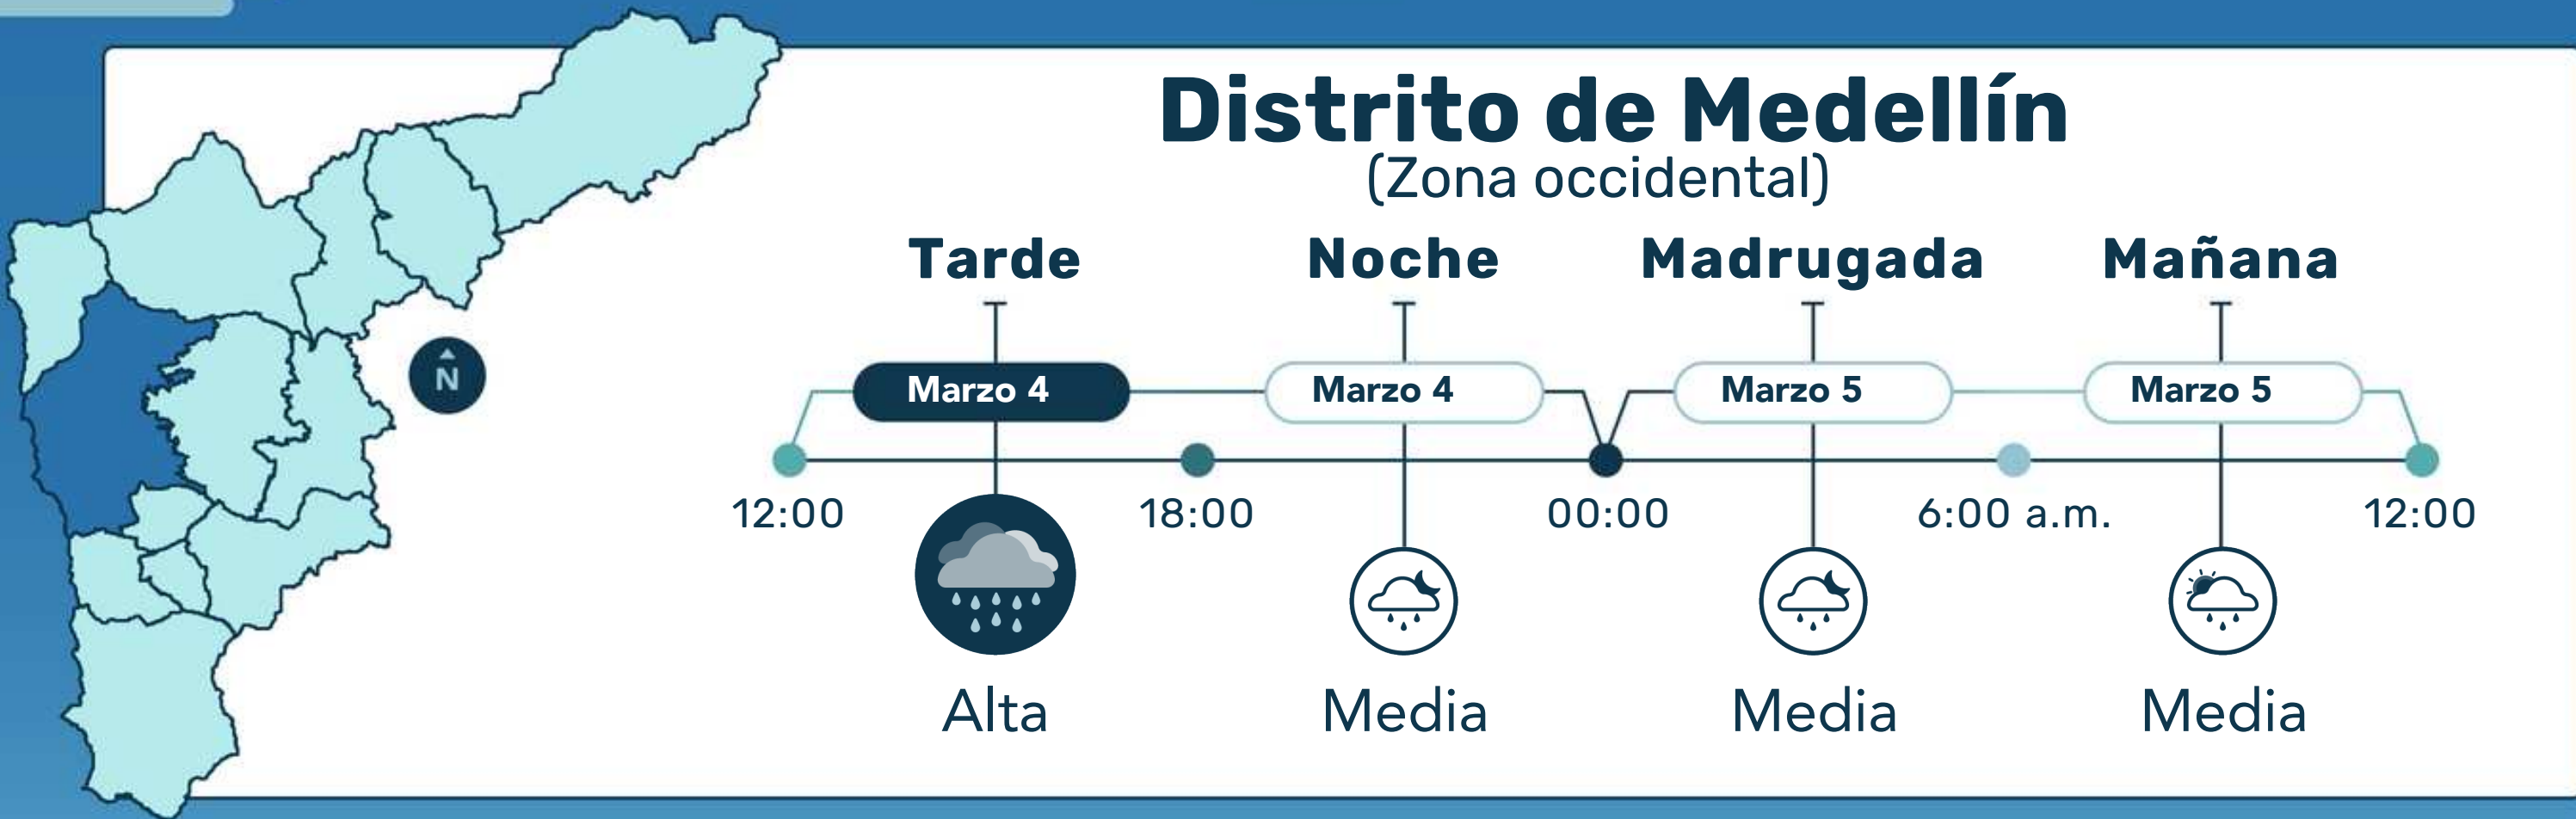 Distrito de Medellín
(Zona occidental)
Tarde Noche Madrugada Mañana
Marzo 4 Marzo 4 Marzo 5 Marzo 5
N
12:00 18:00 00:00 6:00 a.m. 12:00
Alta Media Media Media